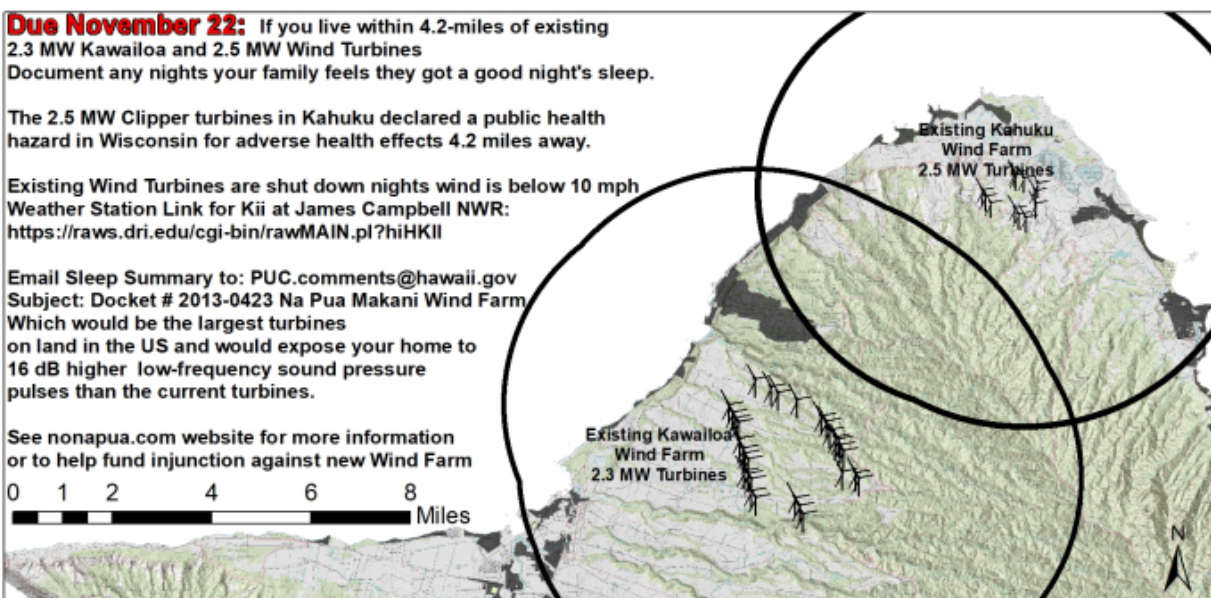 Due November 22: If you live within 4.2-miles of existing
2.3 MW Kawailoa and 2.5 MW Wind Turbines
Document any nights your family feels they got a good night's sleep.
The 2.5 MW Clipper turbines in Kahuku declared a public health
hazard in Wisconsin for adverse health effects 4.2 miles away.
Existing Wind Turbines are shut down nights wind is below 10 mph
Weather Station Link for Kii at James Campbell NWR:
https://raws.dri.edu/cgi-bin/rawMAIN.pl?hiHKII
Email Sleep Summary to: PUC.comments@hawaii.gov
Subject: Docket # 2013-0423 Na Pua Makani Wind Farm
Which would be the largest turbines
on land in the US and would expose your home to
16 dB higher low-frequency sound pressure
pulses than the current turbines.
See nonapua.com website for more information
or to help fund injunction against new Wind Farm
0 1 2 4 6 8
Miles
Existing Kahuku
Wind Farm
2.5 MW Turbines
Existing Kawailoa
Wind Farm
2.3 MW Turbines
N